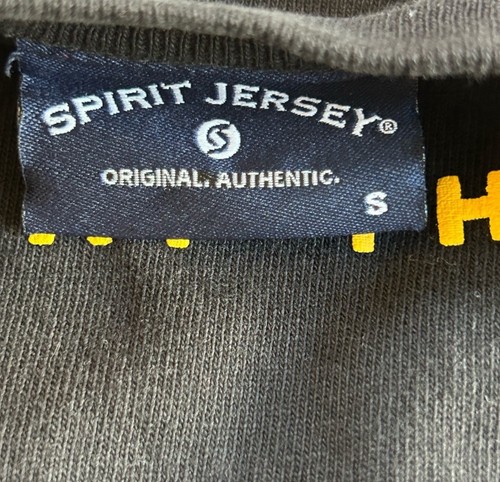 SPIRIT JERSEY®
ORIGINAL. AUTHENTIC.
S
H